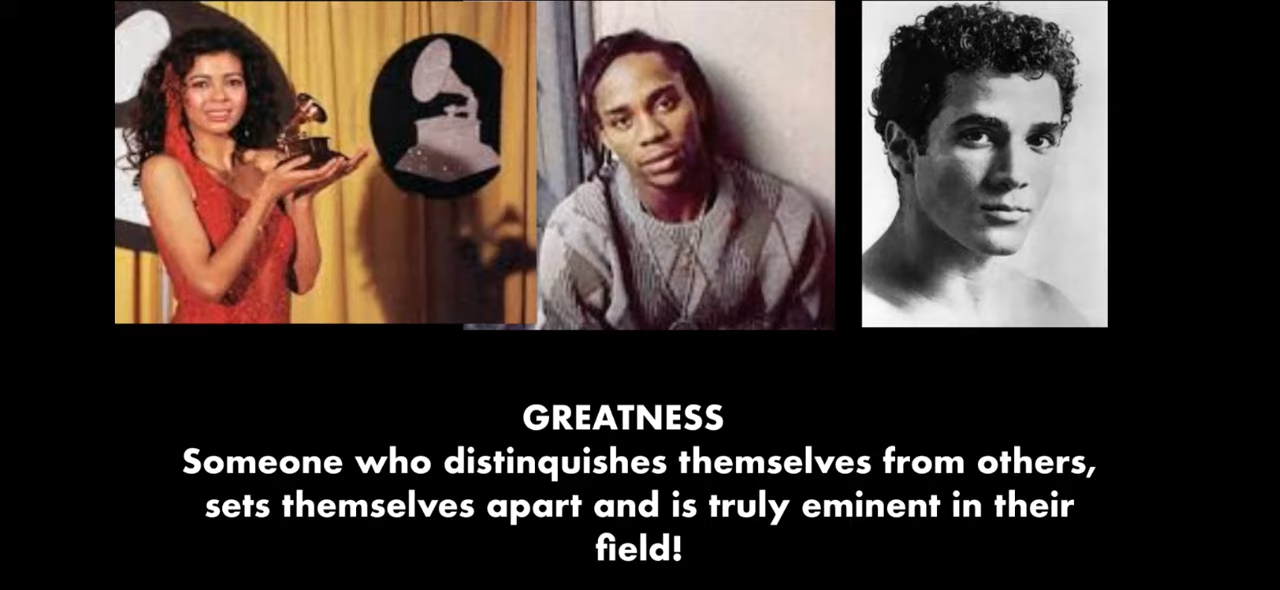 GREATNESS
Someone who distinquishes themselves from others,
sets themselves apart and is truly eminent in their
field!